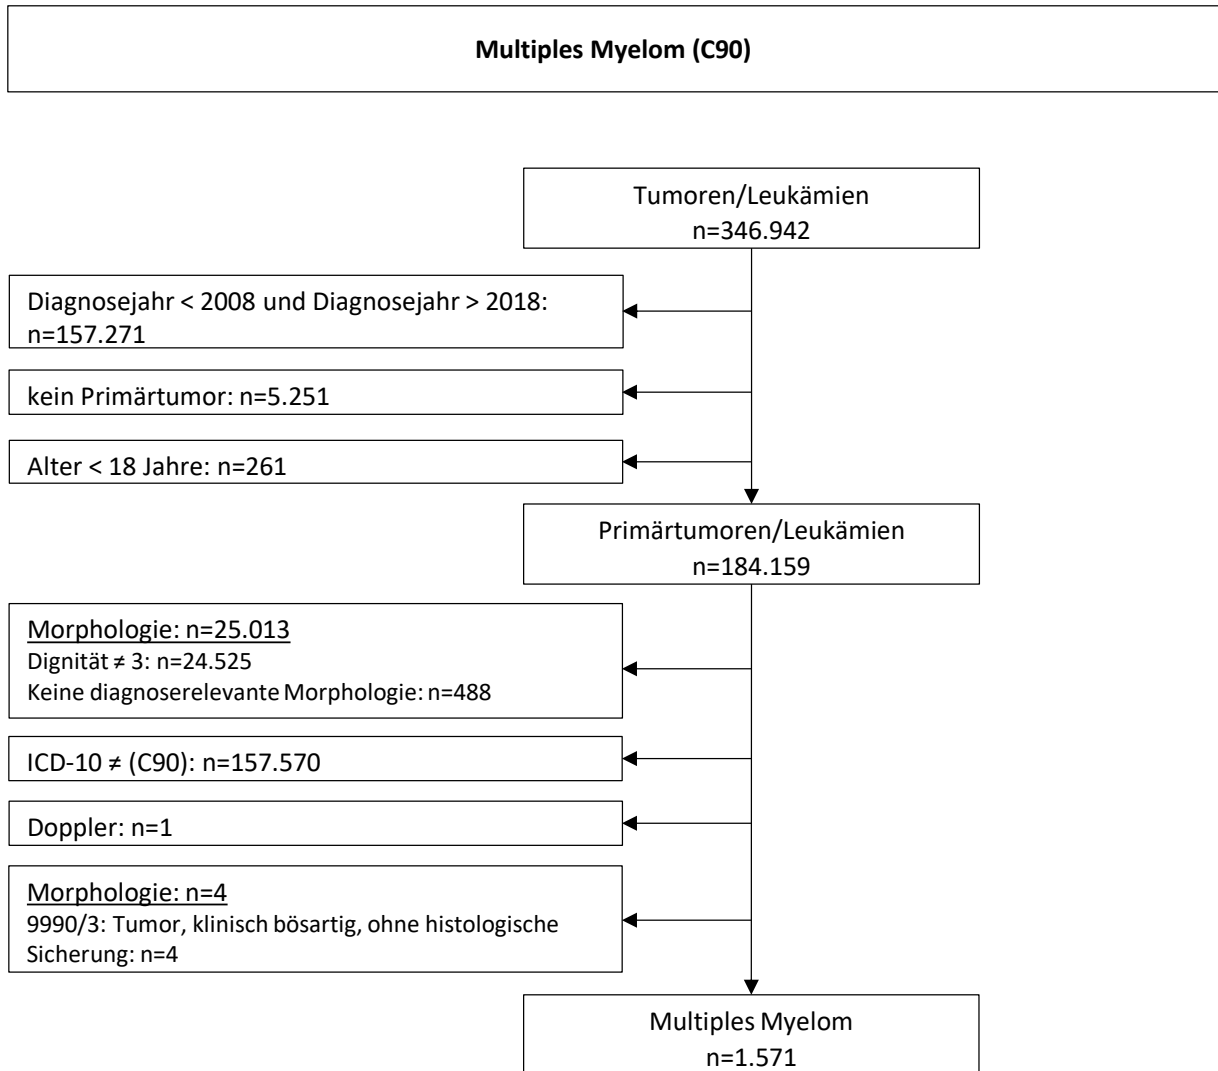 Multiples Myelom (C90)
Tumoren/Leukämien
n=346.942
Diagnosejahr < 2008 und Diagnosejahr > 2018:
n=157.271
kein Primärtumor: n=5.251
Alter < 18 Jahre: n=261
Primärtumoren/Leukämien
n=184.159
Morphologie: n=25.013
Dignität ≠ 3: n=24.525
Keine diagnoserelevante Morphologie: n=488
ICD-10 ≠ (C90): n=157.570
Doppler: n=1
Morphologie: n=4
9990/3: Tumor, klinisch bösartig, ohne histologische
Sicherung: n=4
Multiples Myelom
n=1.571